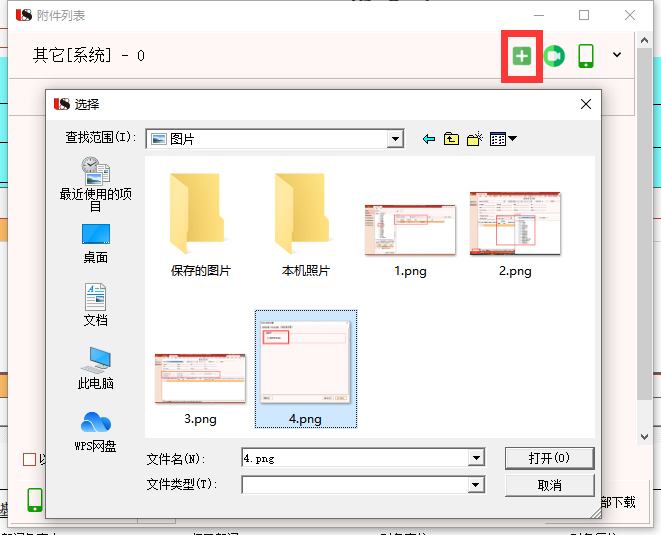 附件列表
其它[系统] - 0
选择
查找范围(I):
图片
最近使用的项
目
桌面
文档
此电脑
WPS网盘
保存的图片
本机照片
1.png
2.png
3.png
4.png
文件名(N):
4.png
打开(O)
文件类型(T):
取消
部下载